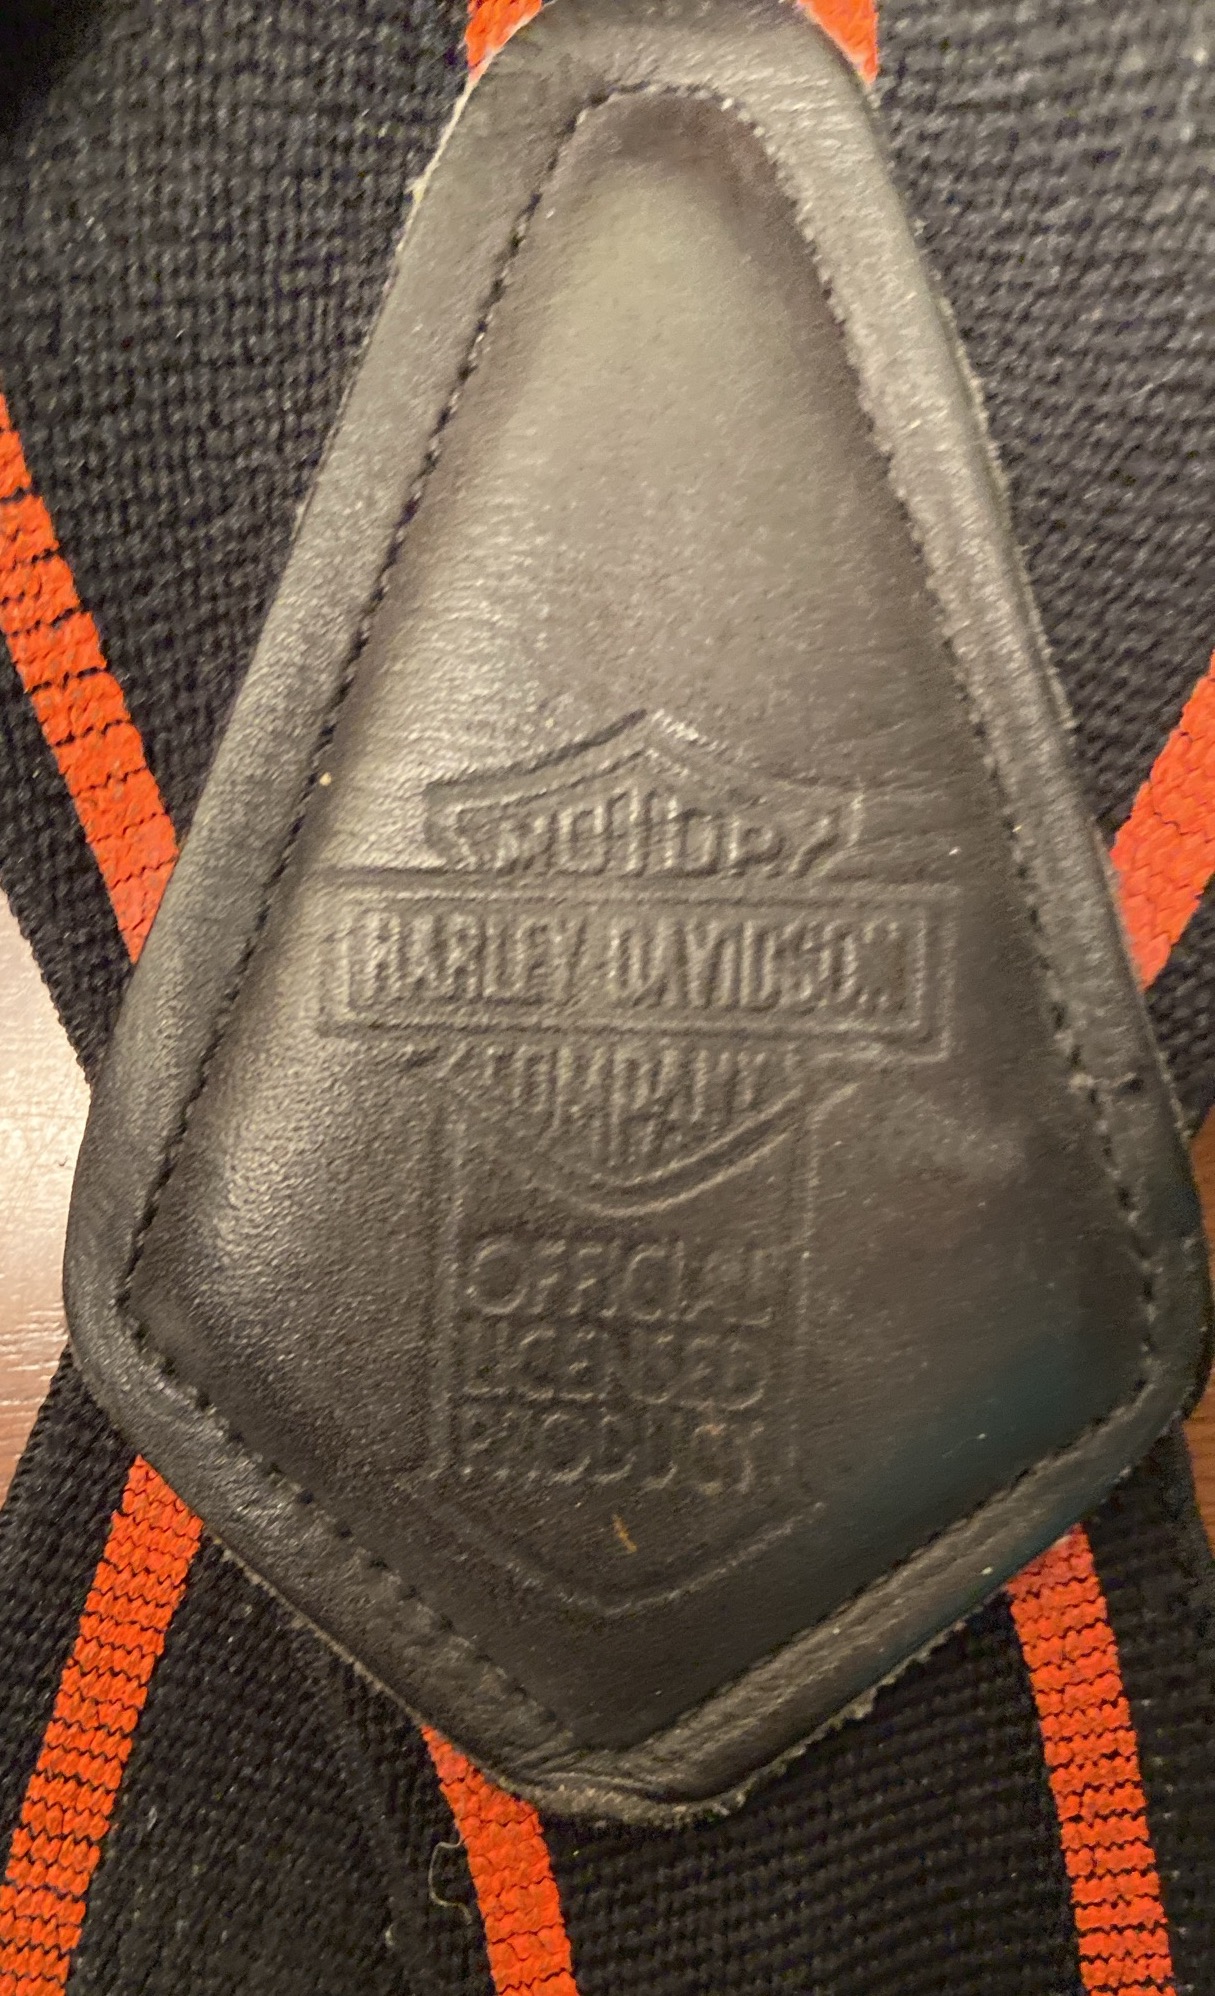 MOTOR
HARLEY-DAVIDSON
COMPANY
OFFICIAL
LICENSED
PRODUCT